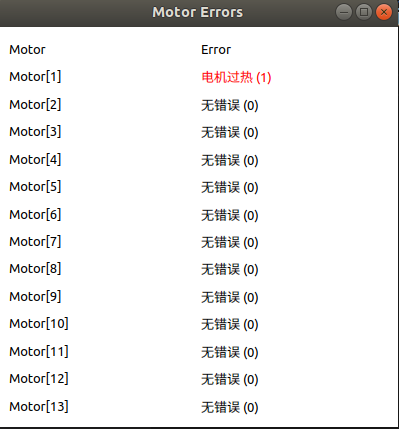 Motor Errors
Motor Error
Motor[1] 电机过热 (1)
Motor[2] 无错误 (0)
Motor[3] 无错误 (0)
Motor[4] 无错误 (0)
Motor[5] 无错误 (0)
Motor[6] 无错误 (0)
Motor[7] 无错误 (0)
Motor[8] 无错误 (0)
Motor[9] 无错误 (0)
Motor[10] 无错误 (0)
Motor[11] 无错误 (0)
Motor[12] 无错误 (0)
Motor[13] 无错误 (0)